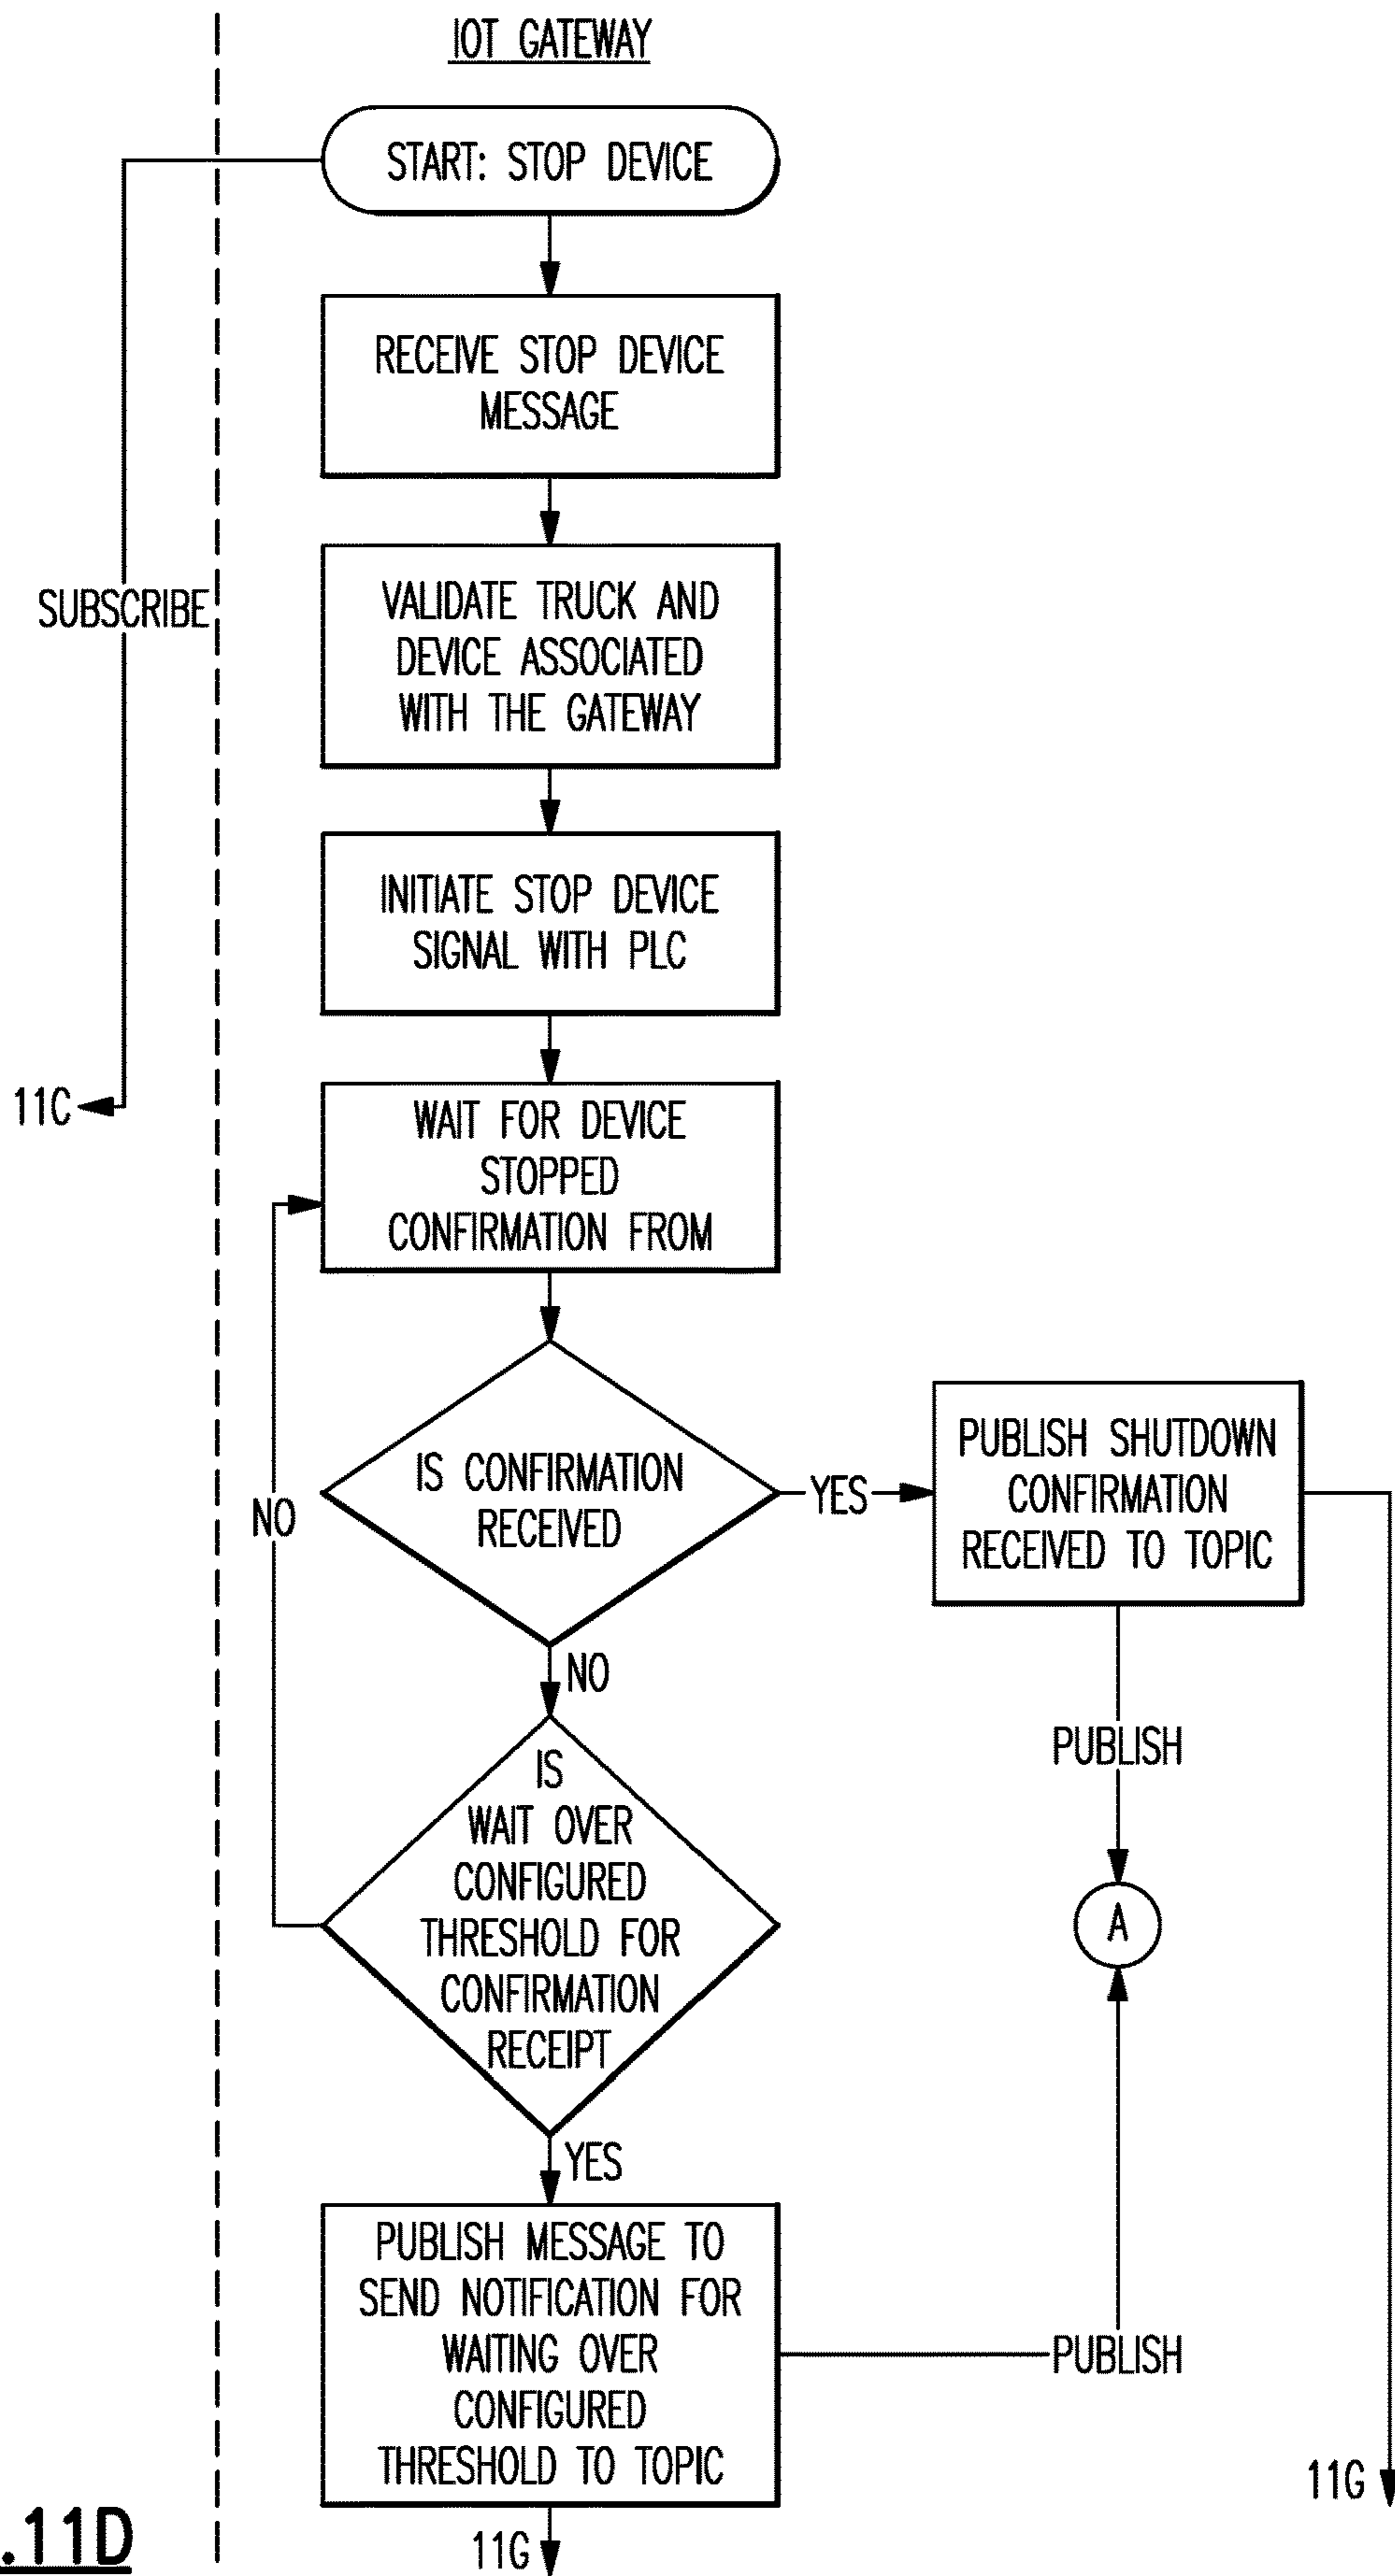 IOT GATEWAY
START: STOP DEVICE
RECEIVE STOP DEVICE
MESSAGE
SUBSCRIBE
VALIDATE TRUCK AND
DEVICE ASSOCIATED
WITH THE GATEWAY
INITIATE STOP DEVICE
SIGNAL WITH PLC
11C
WAIT FOR DEVICE
STOPPED
CONFIRMATION FROM
IS CONFIRMATION
RECEIVED
YES
PUBLISH SHUTDOWN
CONFIRMATION
RECEIVED TO TOPIC
NO
NO
PUBLISH
IS
WAIT OVER
CONFIGURED
THRESHOLD FOR
CONFIRMATION
RECEIPT
A
YES
PUBLISH MESSAGE TO
SEND NOTIFICATION FOR
WAITING OVER
CONFIGURED
THRESHOLD TO TOPIC
PUBLISH
11G
11G
.11D